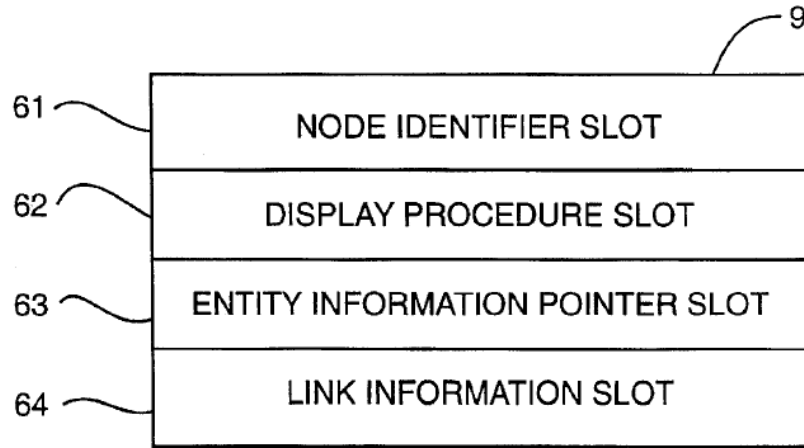 9
61
NODE IDENTIFIER SLOT
62
DISPLAY PROCEDURE SLOT
63
ENTITY INFORMATION POINTER SLOT
64
LINK INFORMATION SLOT